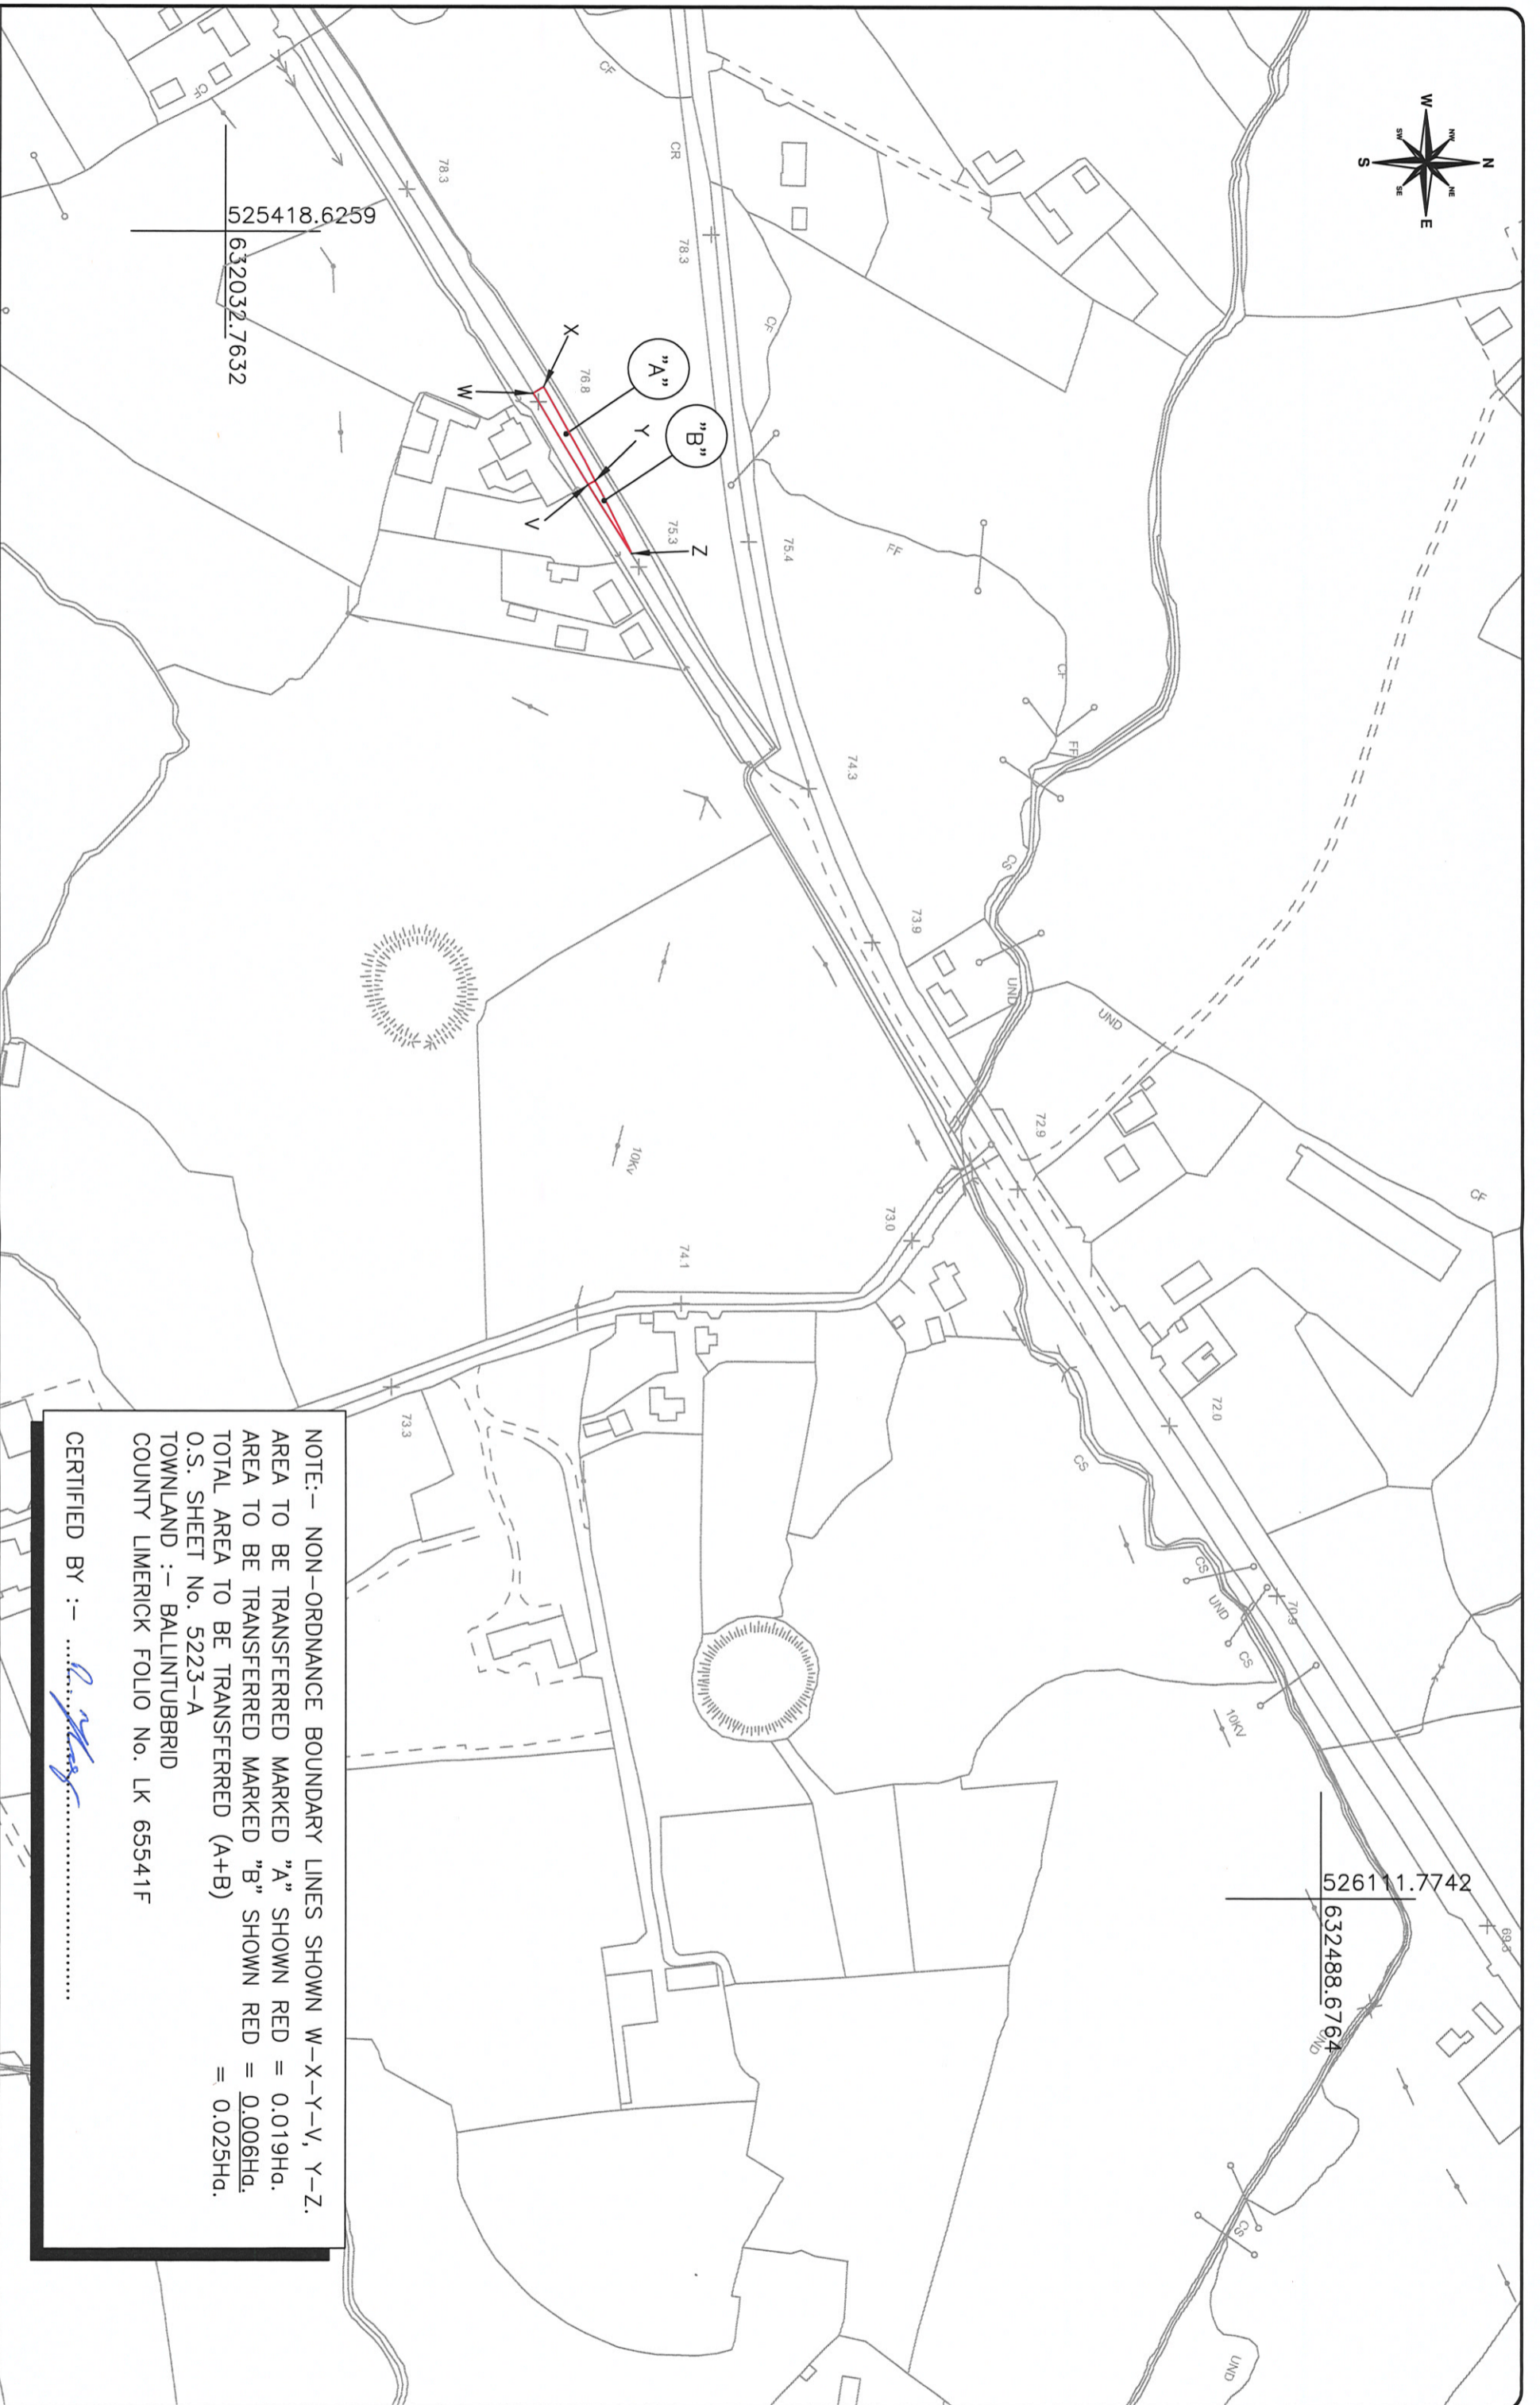 N
NW
NE
W
E
SW
SE
S
CF
CF
CR
78.3
78.3
525418.6259
632032.7632
CF
X
W
76.8
"A"
"B"
Y
V
Z
75.3
75.4
FF
CF
FF
74.3
CS
73.9
UND
UND
72.9
10Kv
73.0
74.1
CF
73.3
72.0
CS
CS
UND
CS
70.9
10KV
526111.7742
632488.6764
69.3
UND
CS
UND
NOTE:- NON-ORDNANCE BOUNDARY LINES SHOWN W-X-Y-V, Y-Z.
AREA TO BE TRANSFERRED MARKED "A" SHOWN RED = 0.019Ha.
AREA TO BE TRANSFERRED MARKED "B" SHOWN RED = 0.006Ha.
TOTAL AREA TO BE TRANSFERRED (A+B) = 0.025Ha.
O.S. SHEET No. 5223-A
TOWNLAND :- BALLINTUBBRID
COUNTY LIMERICK FOLIO No. LK 65541F
CERTIFIED BY :-